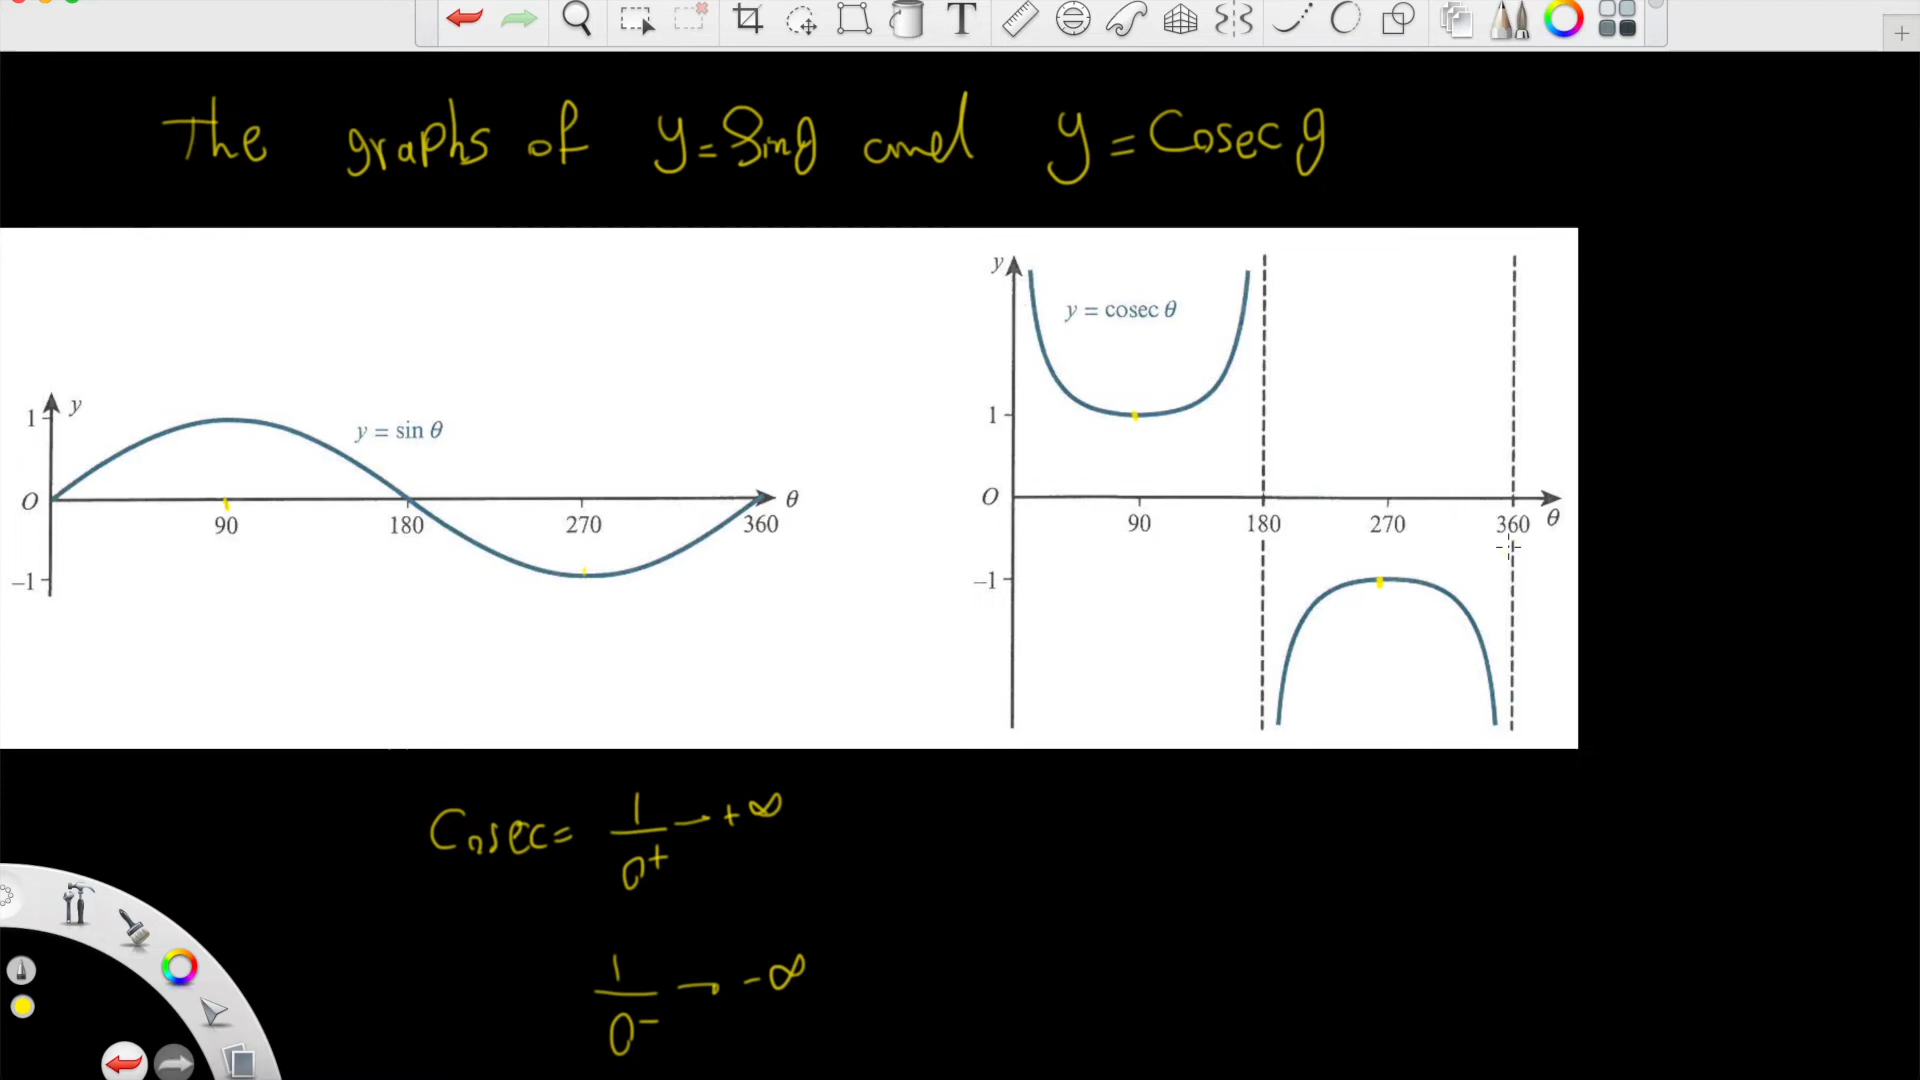 The graphs of y=Sinθ and y=Cosecθ
y
y = cosec θ
1
O
90
180
270
360
θ
–1
1
y
y = sin θ
O
90
180
270
360
θ
–1
Cosec= 1/0⁺ → +∞
1/0⁻ → -∞